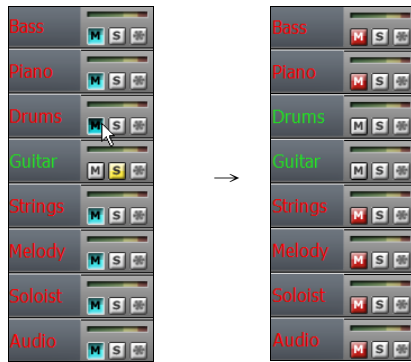 Bass M S Bass M S
Piano M S Piano M S
Drums M S Drums M S
Guitar M S Guitar M S
Strings M S Strings M S
Melody M S Melody M S
Soloist M S Soloist M S
Audio M S Audio M S